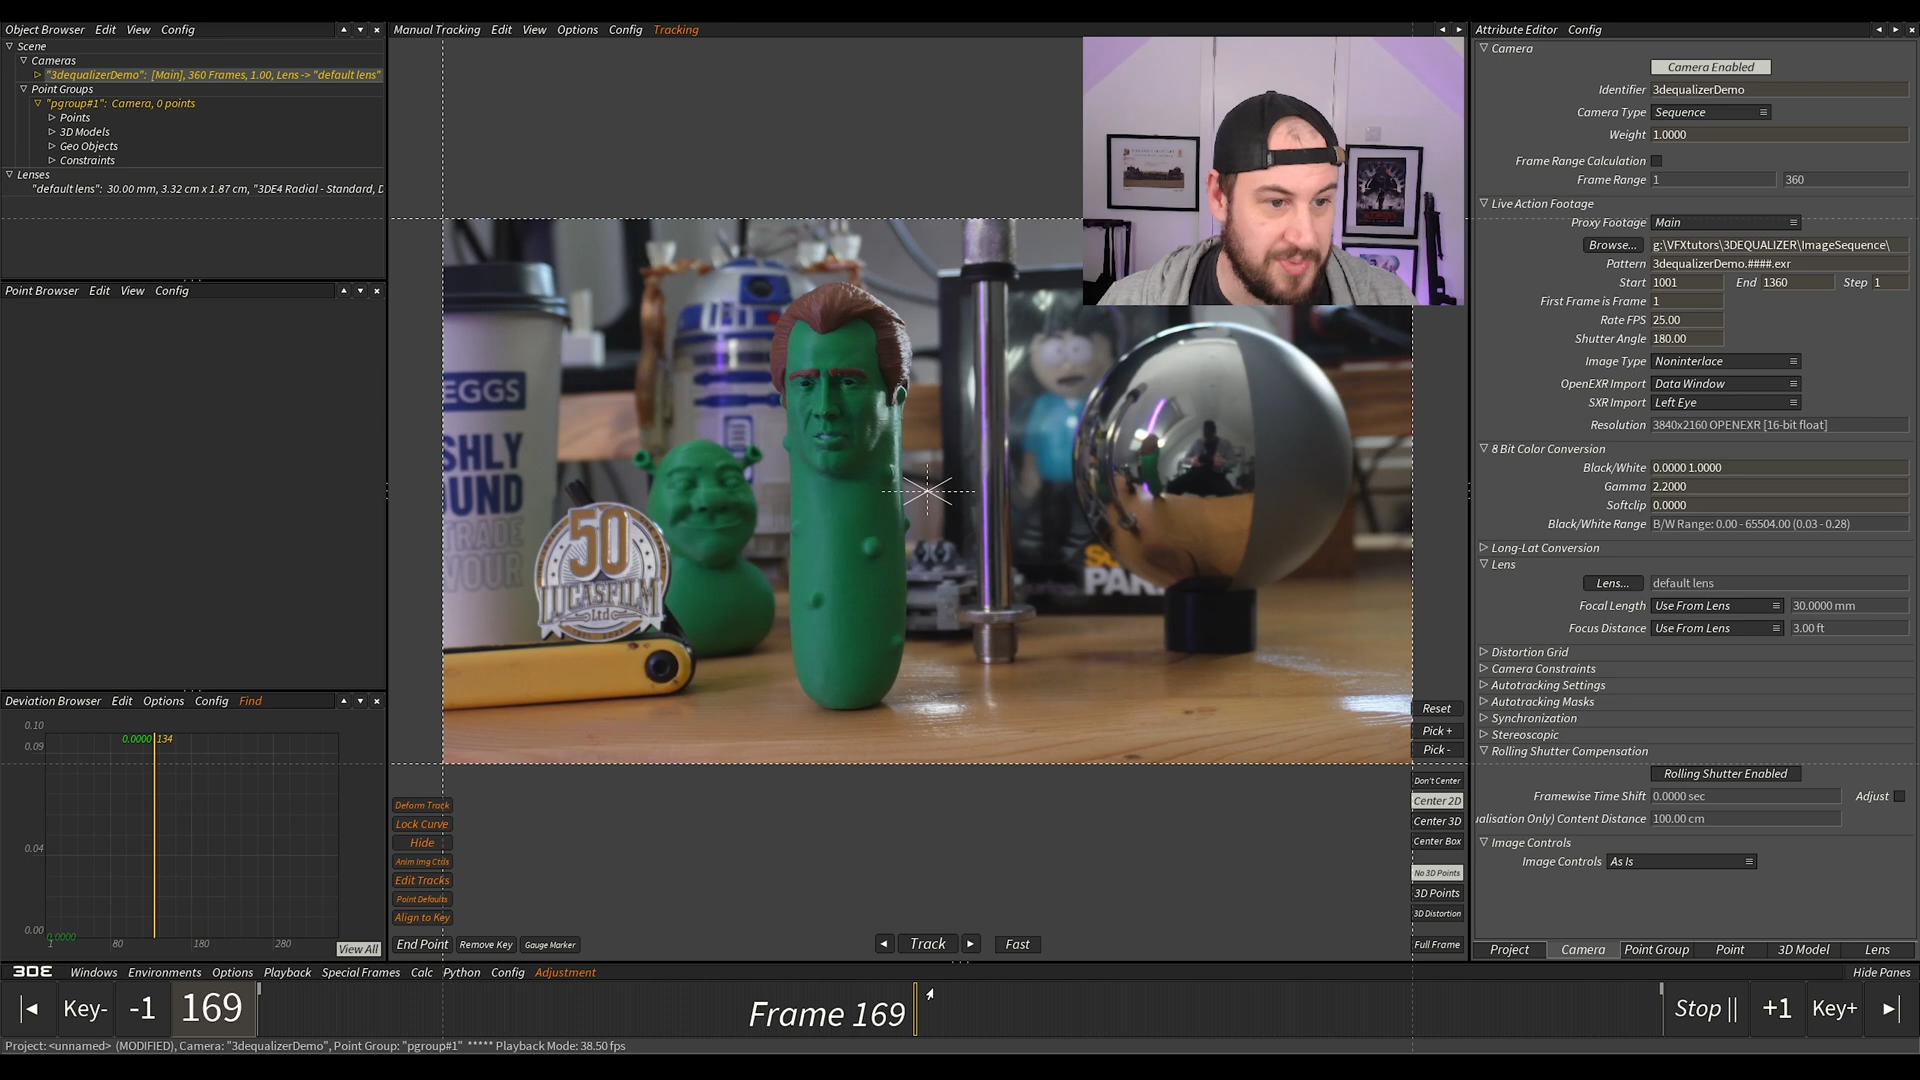 Object Browser Edit View Config
Scene
Cameras
"3dequalizerDemo": [Main], 360 Frames, 1.00, Lens -> "default lens"
Point Groups
"pgroup#1": Camera, 0 points
Points
3D Models
Geo Objects
Constraints
Lenses
"default lens": 30.00 mm, 3.32 cm x 1.87 cm, "3DE4 Radial - Standard, D
Point Browser Edit View Config
Deviation Browser Edit Options Config Find
0.10
0.09
0.04
0.00
0.0000 134
0.0000
1 80 180 280
View All
Manual Tracking Edit View Options Config Tracking
EGGS
SHLY
OUND
TRADE
VOUR
50
LUCASFILM
Ltd
PAR
Deform Track
Lock Curve
Hide
Anim Img Ctrls
Edit Tracks
Point Defaults
Align to Key
End Point Remove Key Gauge Marker
Track Fast
Reset
Pick +
Pick -
Don't Center
Center 2D
Center 3D
Center Box
No 3D Points
3D Points
3D Distortion
Full Frame
Attribute Editor Config
Camera
Camera Enabled
Identifier 3dequalizerDemo
Camera Type Sequence
Weight 1.0000
Frame Range Calculation
Frame Range 1 360
Live Action Footage
Proxy Footage Main
Browse... g:\VFXtutors\3DEQUALIZER\ImageSequence\
Pattern 3dequalizerDemo.####.exr
Start 1001 End 1360 Step 1
First Frame is Frame 1
Rate FPS 25.00
Shutter Angle 180.00
Image Type Noninterlace
OpenEXR Import Data Window
SXR Import Left Eye
Resolution 3840x2160 OPENEXR [16-bit float]
8 Bit Color Conversion
Black/White 0.0000 1.0000
Gamma 2.2000
Softclip 0.0000
Black/White Range B/W Range: 0.00 - 65504.00 (0.03 - 0.28)
Long-Lat Conversion
Lens
Lens... default lens
Focal Length Use From Lens 30.0000 mm
Focus Distance Use From Lens 3.00 ft
Distortion Grid
Camera Constraints
Autotracking Settings
Autotracking Masks
Synchronization
Stereoscopic
Rolling Shutter Compensation
Rolling Shutter Enabled
Framewise Time Shift 0.0000 sec Adjust
ualisation Only) Content Distance 100.00 cm
Image Controls
Image Controls As Is
Project Camera Point Group Point 3D Model Lens
3DE Windows Environments Options Playback Special Frames Calc Python Config Adjustment Hide Panes
Key- -1 169 Frame 169 Stop || +1 Key+
Project: <unnamed> (MODIFIED), Camera: "3dequalizerDemo", Point Group: "pgroup#1" ***** Playback Mode: 38.50 fps